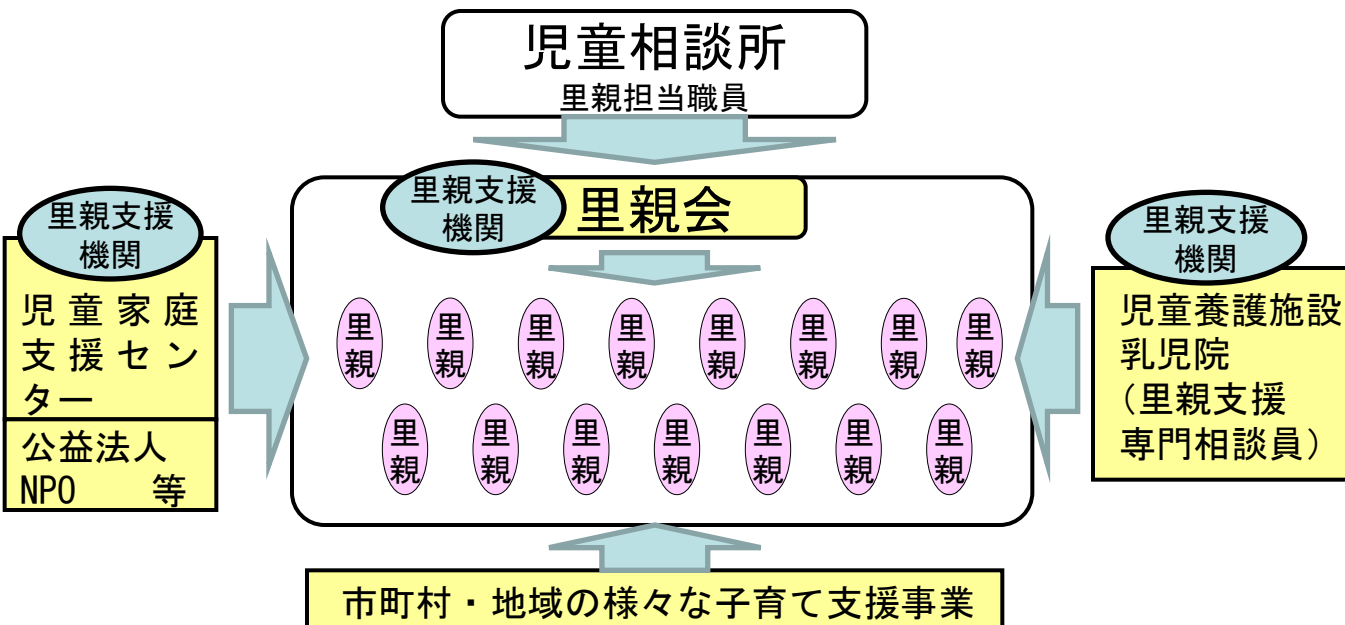 児童相談所
里親担当職員
里親支援
機関
里親会
里親支援
機関
児童家庭
支援セン
ター
公益法人
NPO 等
里親支援
機関
児童養護施設
乳児院
(里親支援
専門相談員)
里親 里親 里親 里親 里親 里親 里親 里親
里親 里親 里親 里親 里親 里親 里親
市町村・地域の様々な子育て支援事業